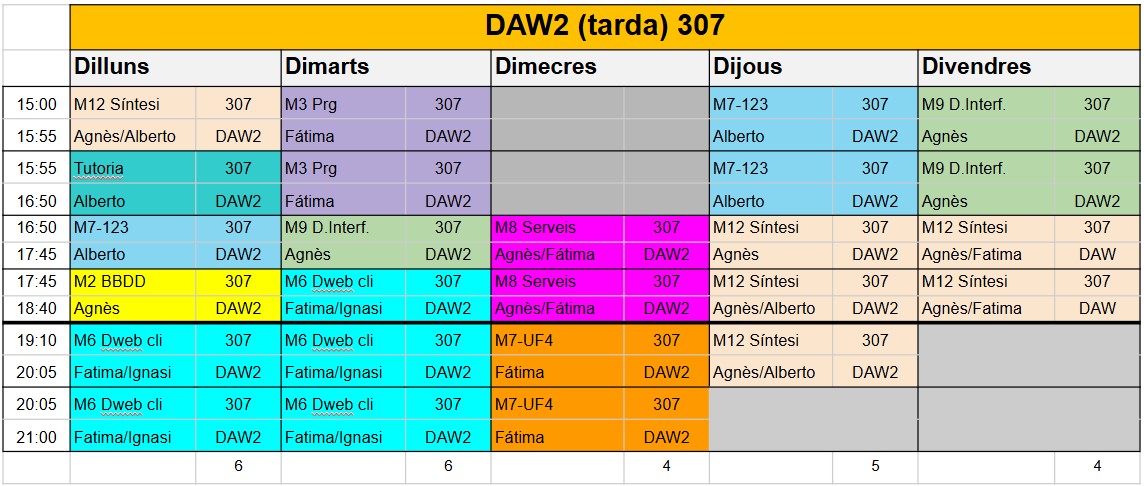 DAW2 (tarda) 307
Dilluns Dimarts Dimecres Dijous Divendres
15:00 M12 Síntesi 307 M3 Prg 307 M7-123 307 M9 D.Interf. 307
15:55 Agnès/Alberto DAW2 Fátima DAW2 Alberto DAW2 Agnès DAW2
15:55 Tutoria 307 M3 Prg 307 M7-123 307 M9 D.Interf. 307
16:50 Alberto DAW2 Fátima DAW2 Alberto DAW2 Agnès DAW2
16:50 M7-123 307 M9 D.Interf. 307 M8 Serveis 307 M12 Síntesi 307 M12 Síntesi 307
17:45 Alberto DAW2 Agnès DAW2 Agnès/Fátima DAW2 Agnès DAW2 Agnès/Fatima DAW
17:45 M2 BBDD 307 M6 Dweb cli 307 M8 Serveis 307 M12 Síntesi 307 M12 Síntesi 307
18:40 Agnès DAW2 Fatima/Ignasi DAW2 Agnès/Fátima DAW2 Agnès/Alberto DAW2 Agnès/Fatima DAW
19:10 M6 Dweb cli 307 M6 Dweb cli 307 M7-UF4 307 M12 Síntesi 307
20:05 Fatima/Ignasi DAW2 Fatima/Ignasi DAW2 Fátima DAW2 Agnès/Alberto DAW2
20:05 M6 Dweb cli 307 M6 Dweb cli 307 M7-UF4 307
21:00 Fatima/Ignasi DAW2 Fatima/Ignasi DAW2 Fátima DAW2
6 6 4 5 4